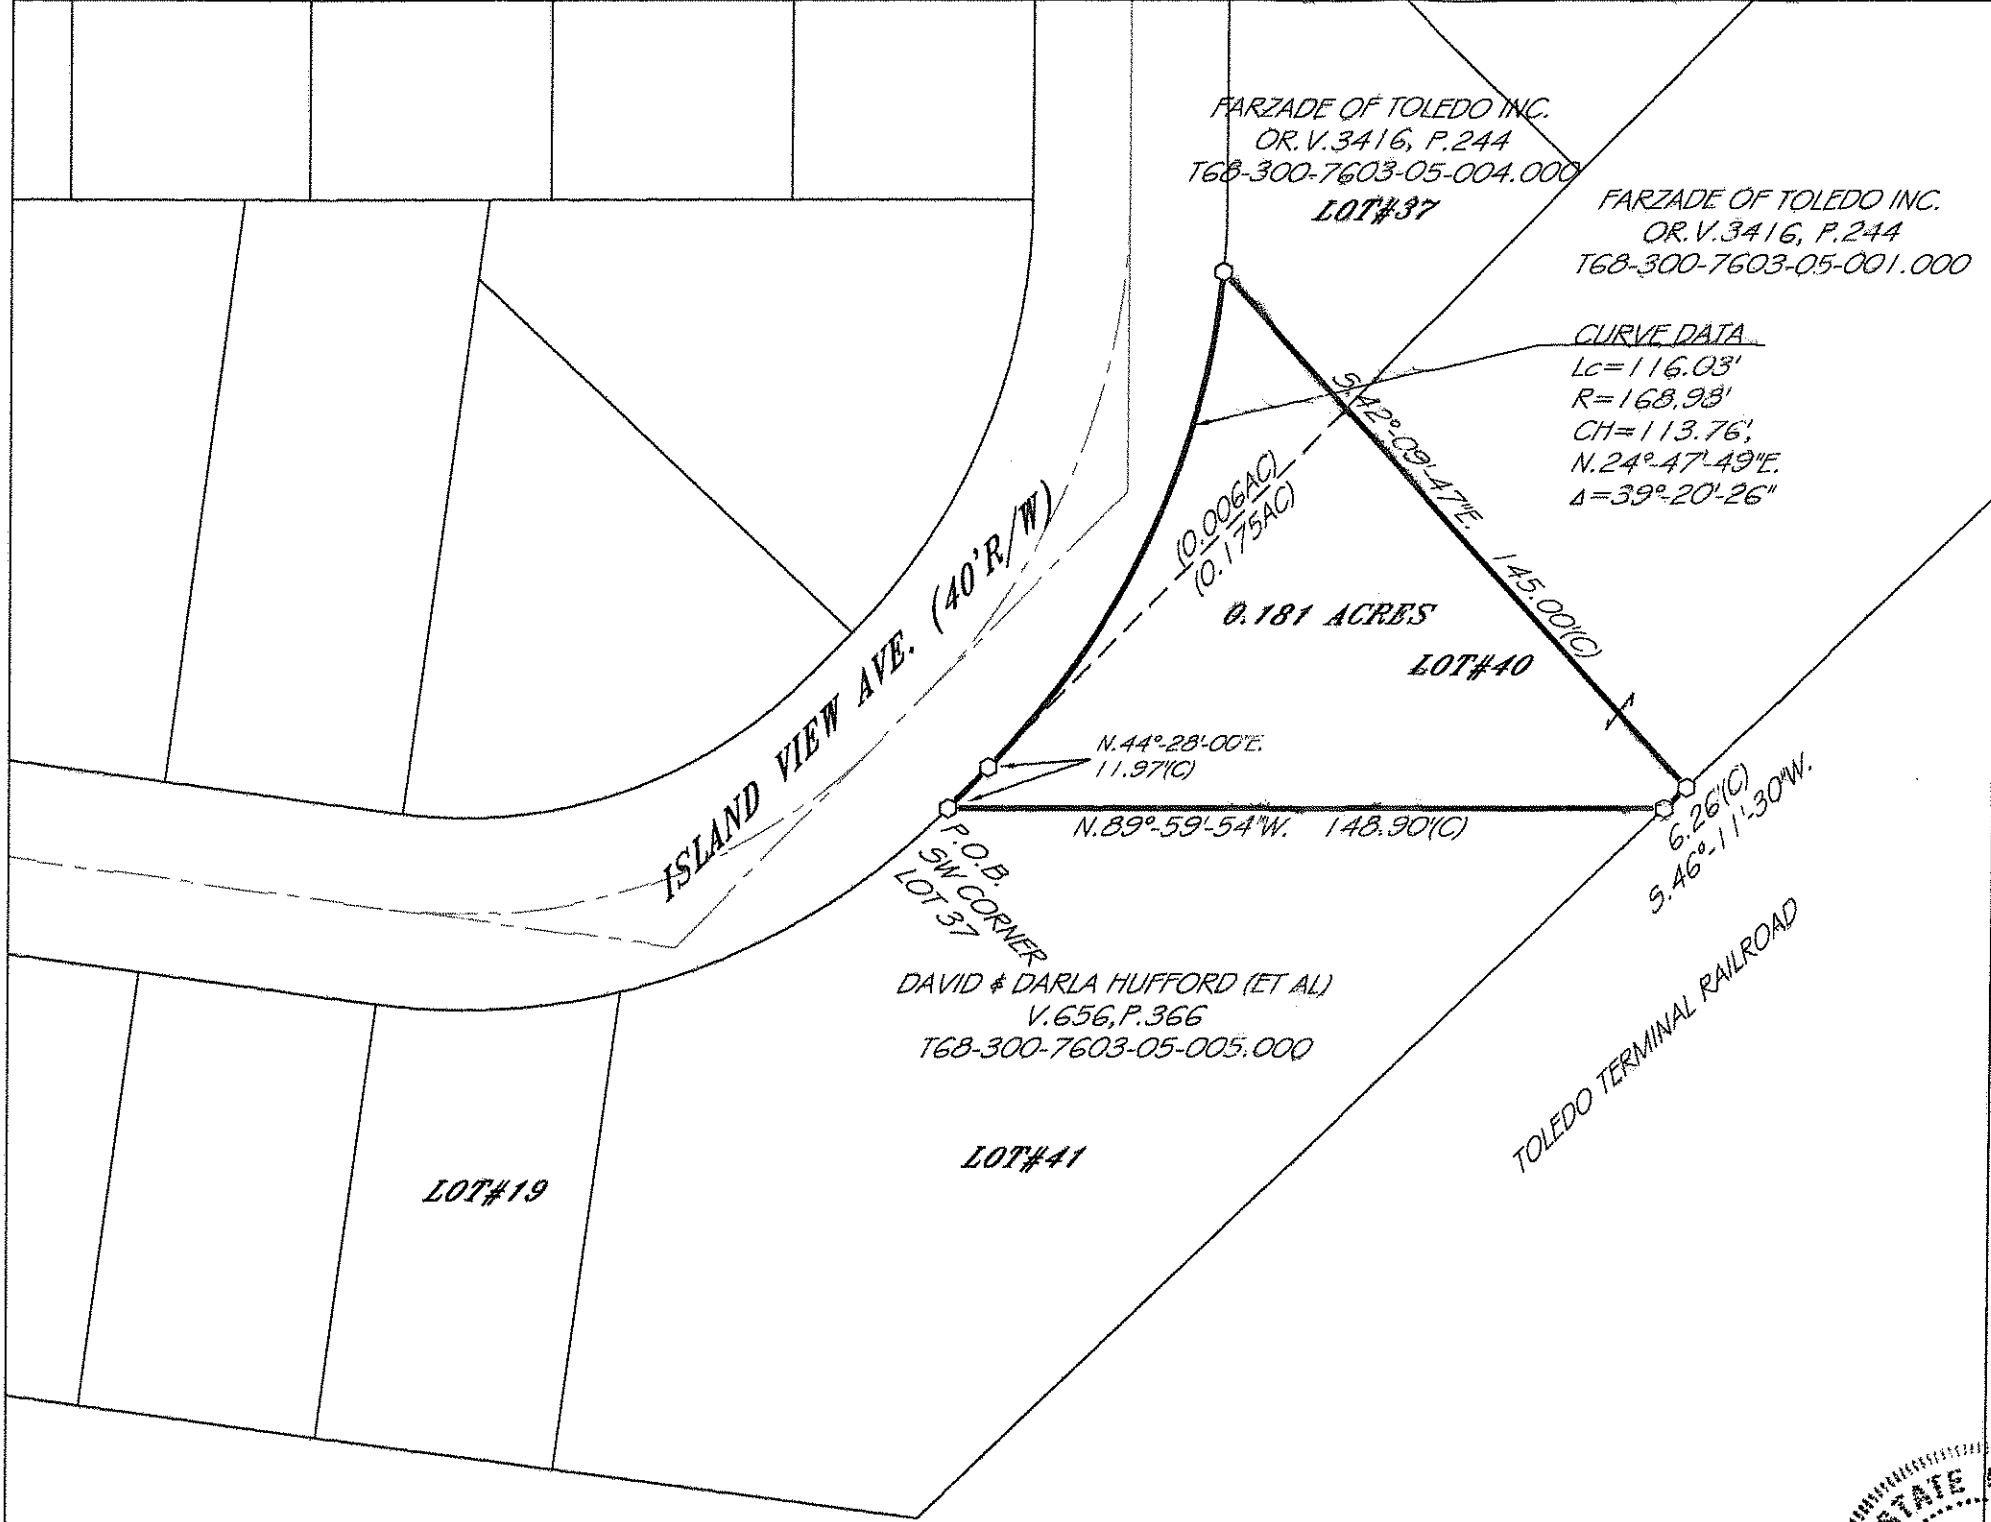 FARZADE OF TOLEDO INC.
OR.V.3416, P.244
T68-300-7603-05-004.000
LOT#37
FARZADE OF TOLEDO INC.
OR.V.3416, P.244
T68-300-7603-05-001.000
CURVE DATA
Lc=116.03'
R=168.98'
CH=113.76',
N.24°-47'-49"E.
Δ=39°-20'-26"
S.42°-09'-47"E. 145.00'(C)
(0.006AC)
(0.175AC)
0.181 ACRES
LOT#40
ISLAND VIEW AVE. (40'R/W)
N.44°-28'-00"E.
11.97'(C)
N.89°-59'-54"W. 148.90'(C)
6.26'(C)
S.46°-11'-30"W.
P.O.B.
SW CORNER
LOT 37
DAVID & DARLA HUFFORD (ET AL)
V.656,P.366
T68-300-7603-05-005.000
TOLEDO TERMINAL RAILROAD
LOT#41
LOT#19
STATE